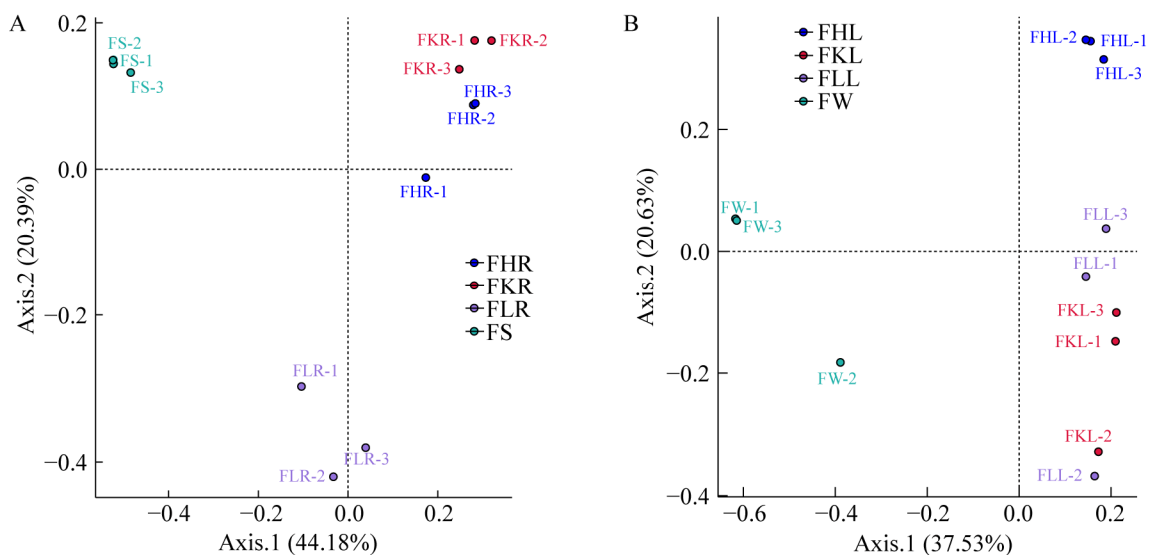 A
0.2
0.0
−0.2
−0.4
Axis.2 (20.39%)
FS-2
FS-1
FS-3
FKR-1
FKR-2
FKR-3
FHR-3
FHR-2
FHR-1
FHR
FKR
FLR
FS
FLR-1
FLR-3
FLR-2
−0.4
−0.2
0.0
0.2
Axis.1 (44.18%)
B
0.2
0.0
−0.2
−0.4
Axis.2 (20.63%)
FHL
FKL
FLL
FW
FHL-2
FHL-1
FHL-3
FW-1
FW-3
FLL-3
FLL-1
FKL-3
FKL-1
FW-2
FKL-2
FLL-2
−0.6
−0.4
−0.2
0.0
0.2
Axis.1 (37.53%)